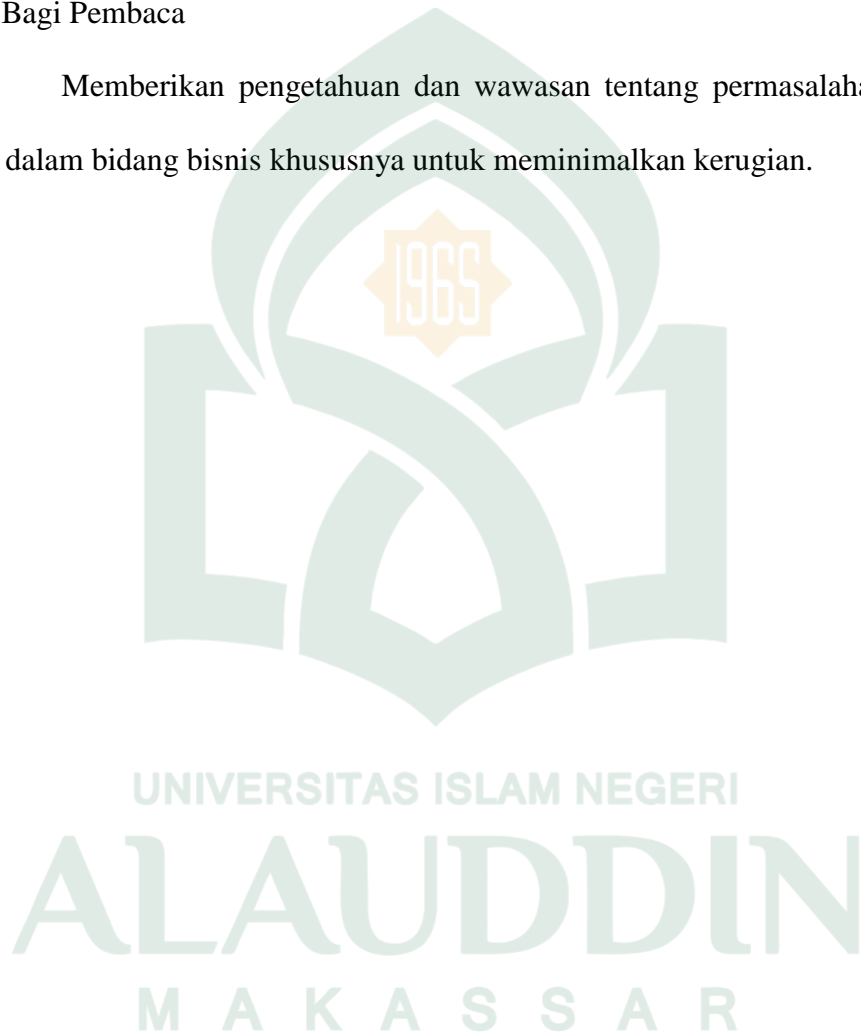 Bagi Pembaca
Memberikan pengetahuan dan wawasan tentang permasalaha
dalam bidang bisnis khususnya untuk meminimalkan kerugian.
1965
UNIVERSITAS ISLAM NEGERI
ALAUDDIN
MAKASSAR